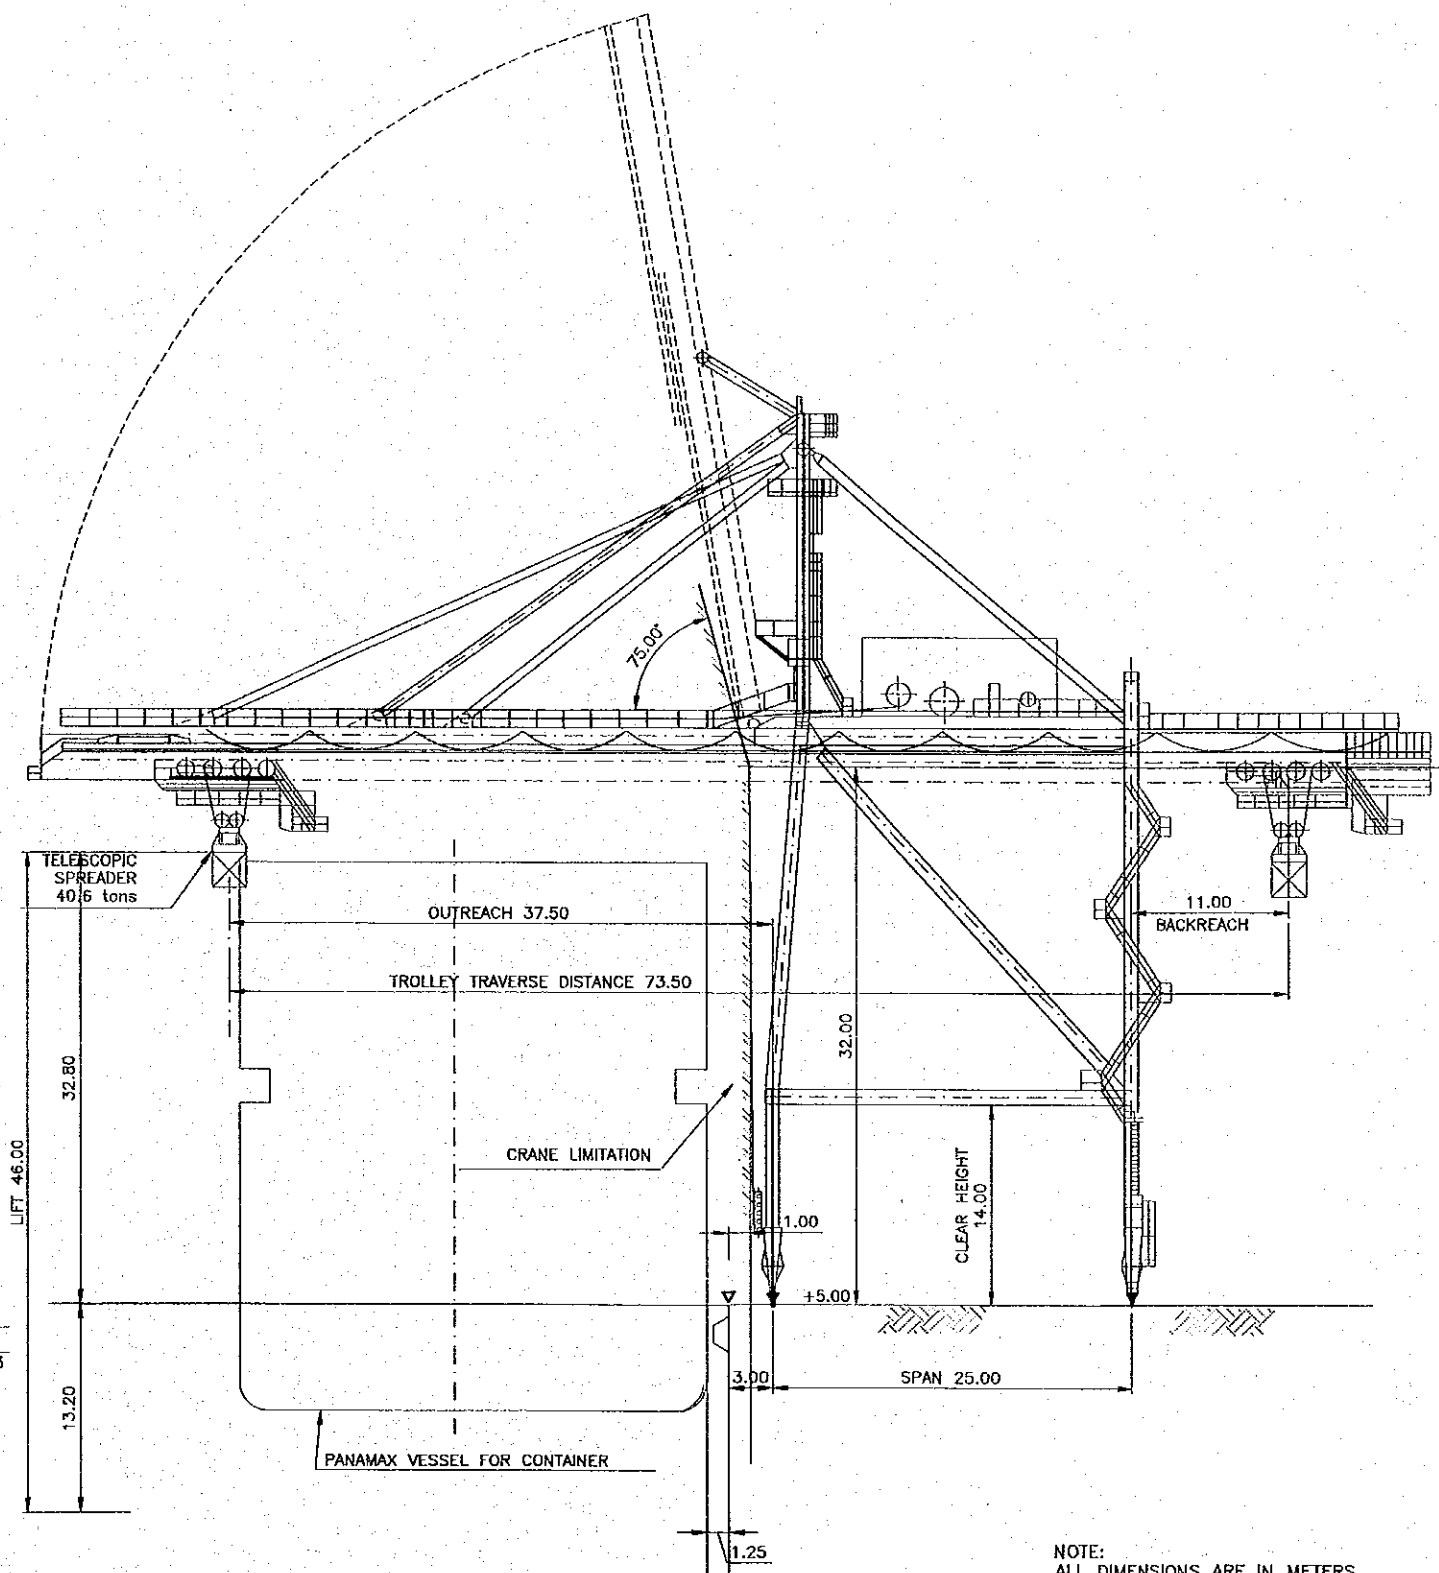 75.00°
TELESCOPIC
SPREADER
40.6 tons
OUTREACH 37.50
11.00
BACKREACH
TROLLEY TRAVERSE DISTANCE 73.50
32.00
32.80
CRANE LIMITATION
LIFT 46.00
CLEAR HEIGHT
14.00
1.00
+5.00
3.00
SPAN 25.00
13.20
PANAMAX VESSEL FOR CONTAINER
1.25
NOTE:
ALL DIMENSIONS ARE IN METERS